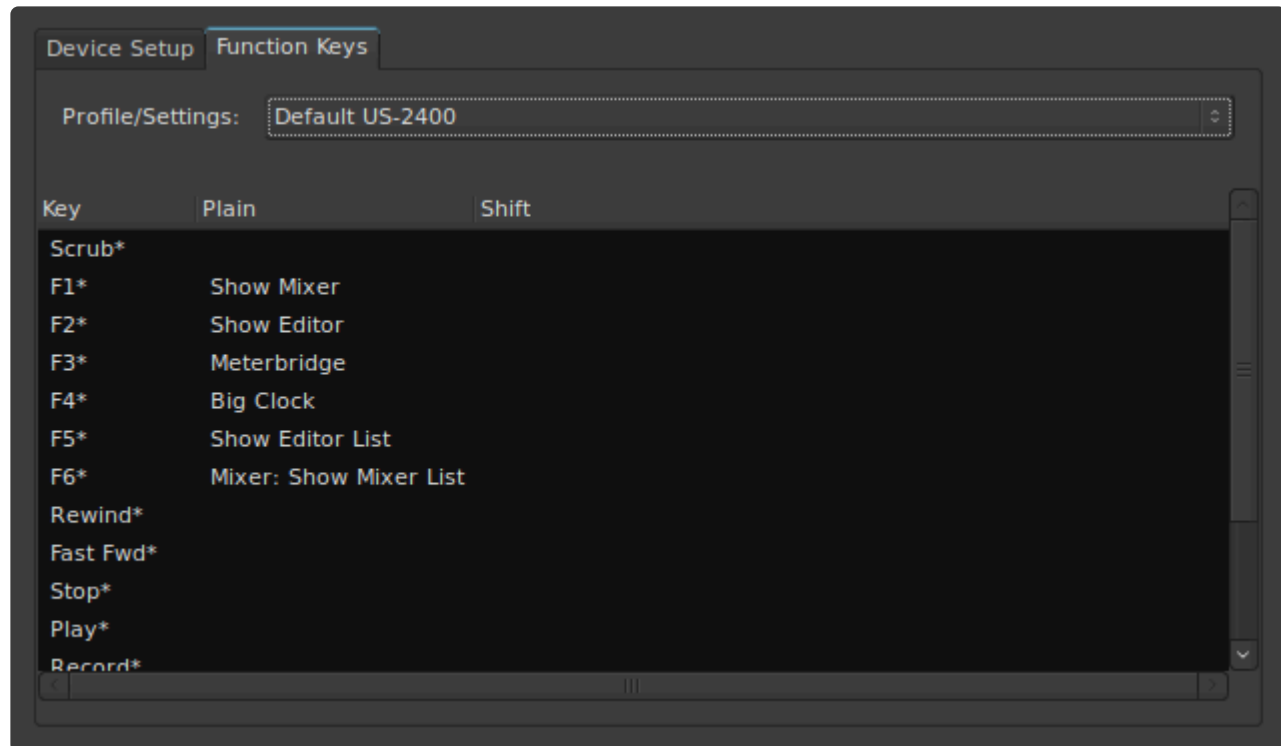 Device Setup Function Keys
Profile/Settings: Default US-2400
Key Plain Shift
Scrub*
F1* Show Mixer
F2* Show Editor
F3* Meterbridge
F4* Big Clock
F5* Show Editor List
F6* Mixer: Show Mixer List
Rewind*
Fast Fwd*
Stop*
Play*
Record*